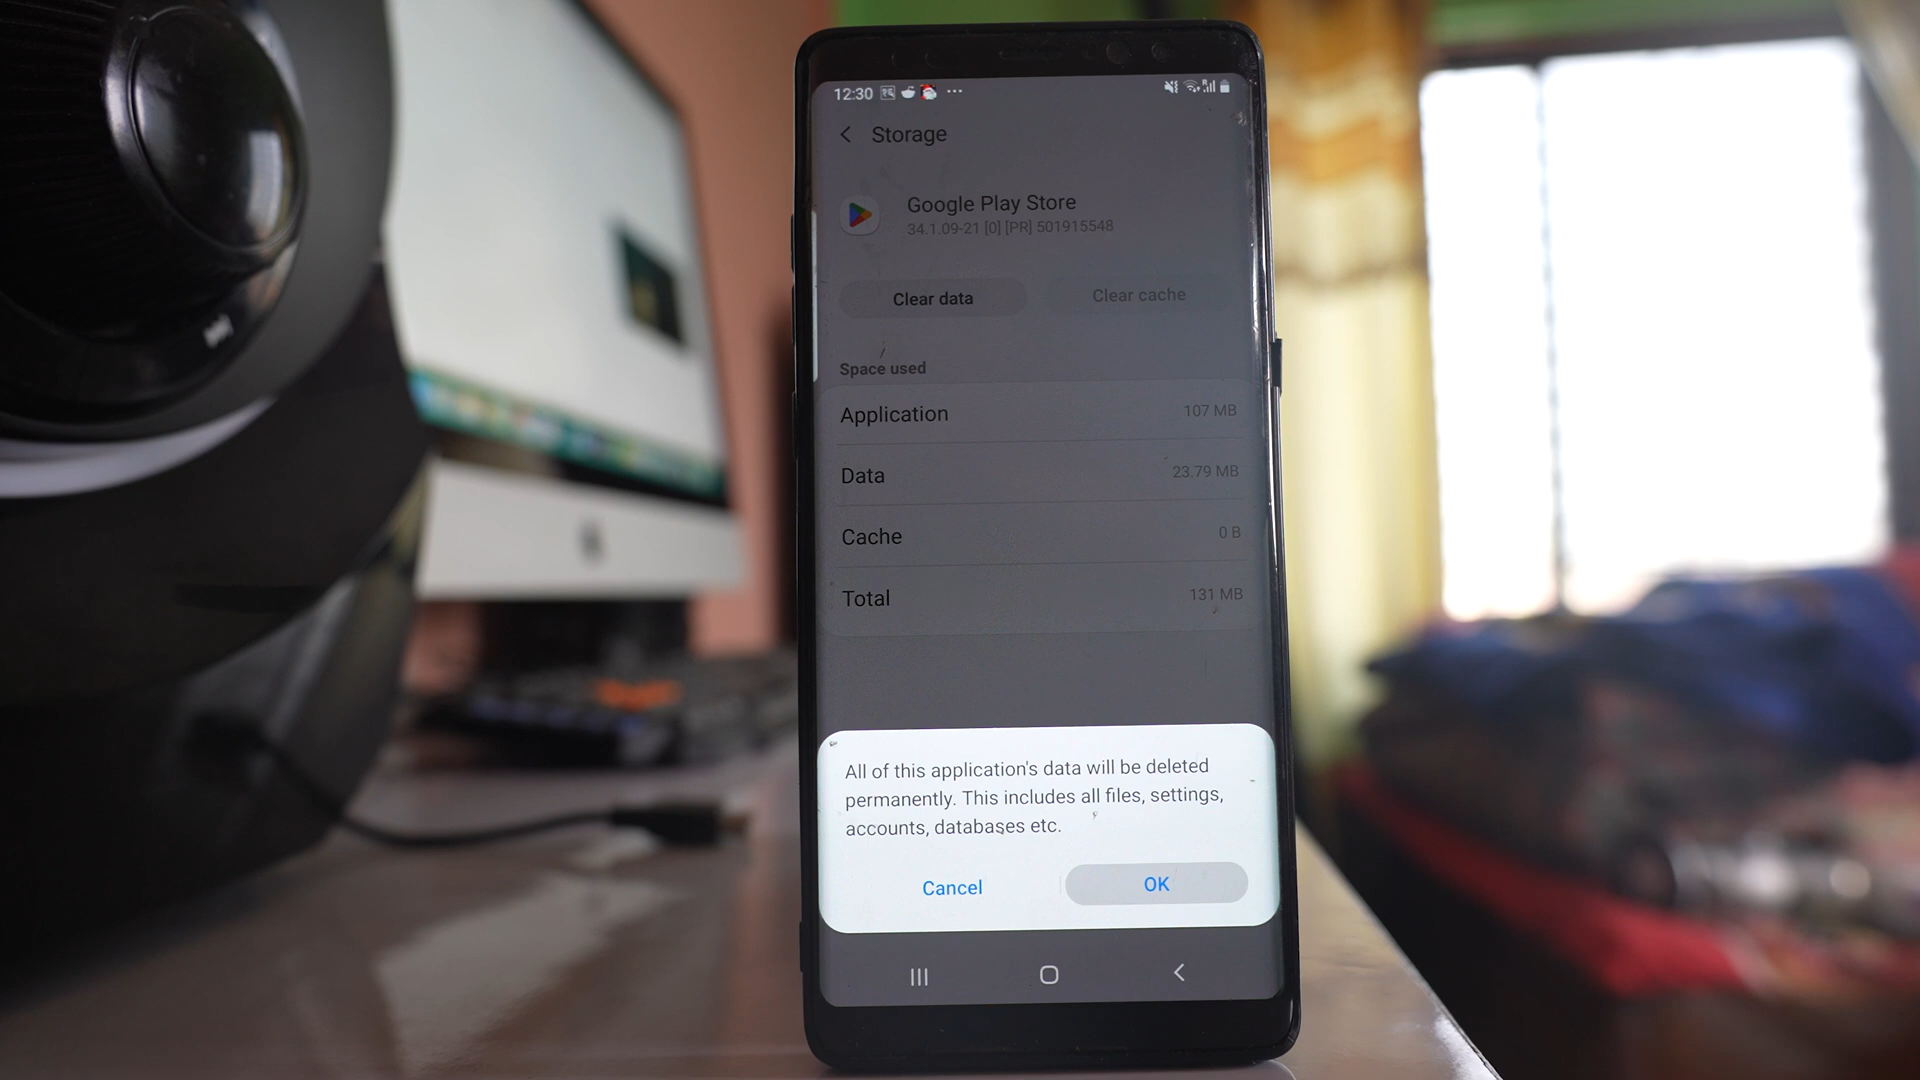 12:30
Storage
Google Play Store
34.1.09-21 [0] [PR] 501915548
Clear data
Clear cache
Space used
Application 107 MB
Data 23.79 MB
Cache 0 B
Total 131 MB
All of this application's data will be deleted
permanently. This includes all files, settings,
accounts, databases etc.
Cancel
OK